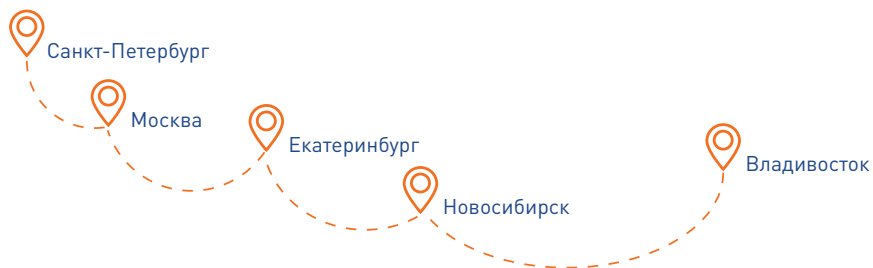 Санкт-Петербург
Москва
Екатеринбург
Новосибирск
Владивосток